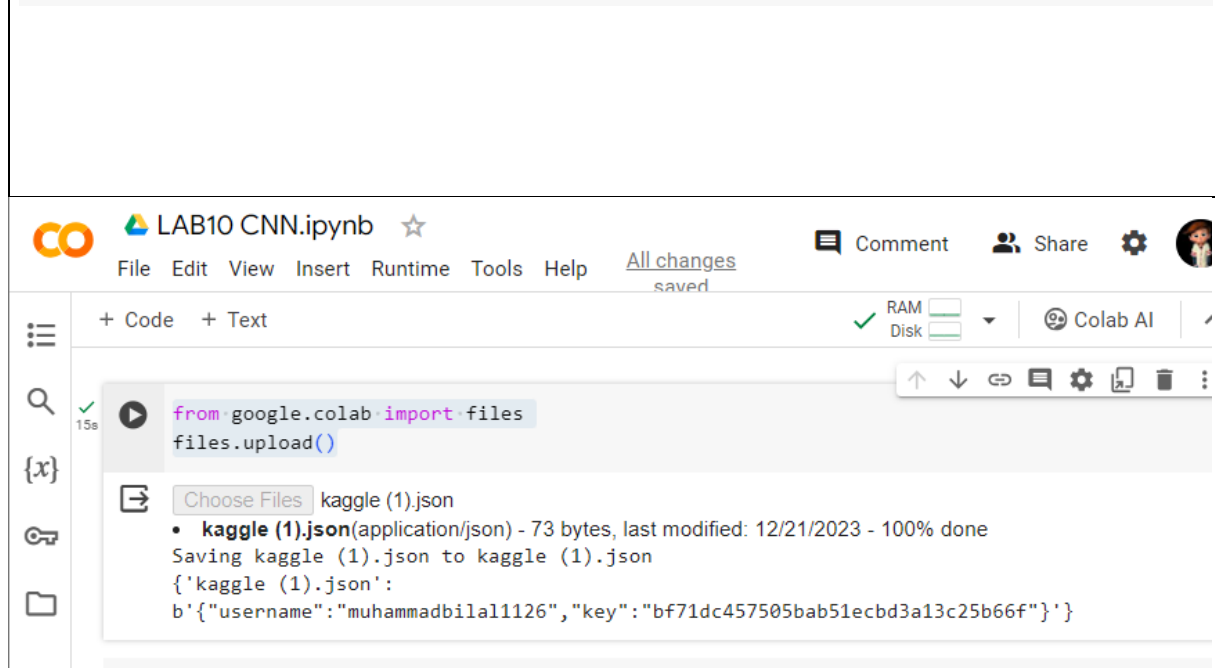 LAB10 CNN.ipynb
File Edit View Insert Runtime Tools Help
All changes
saved
Comment
Share
+ Code + Text
RAM
Disk
Colab AI
15s
from google.colab import files
files.upload()
{x}
Choose Files kaggle (1).json
• kaggle (1).json(application/json) - 73 bytes, last modified: 12/21/2023 - 100% done
Saving kaggle (1).json to kaggle (1).json
{'kaggle (1).json':
b'{"username":"muhammadbilal1126","key":"bf71dc457505bab51ecbd3a13c25b66f"}'}